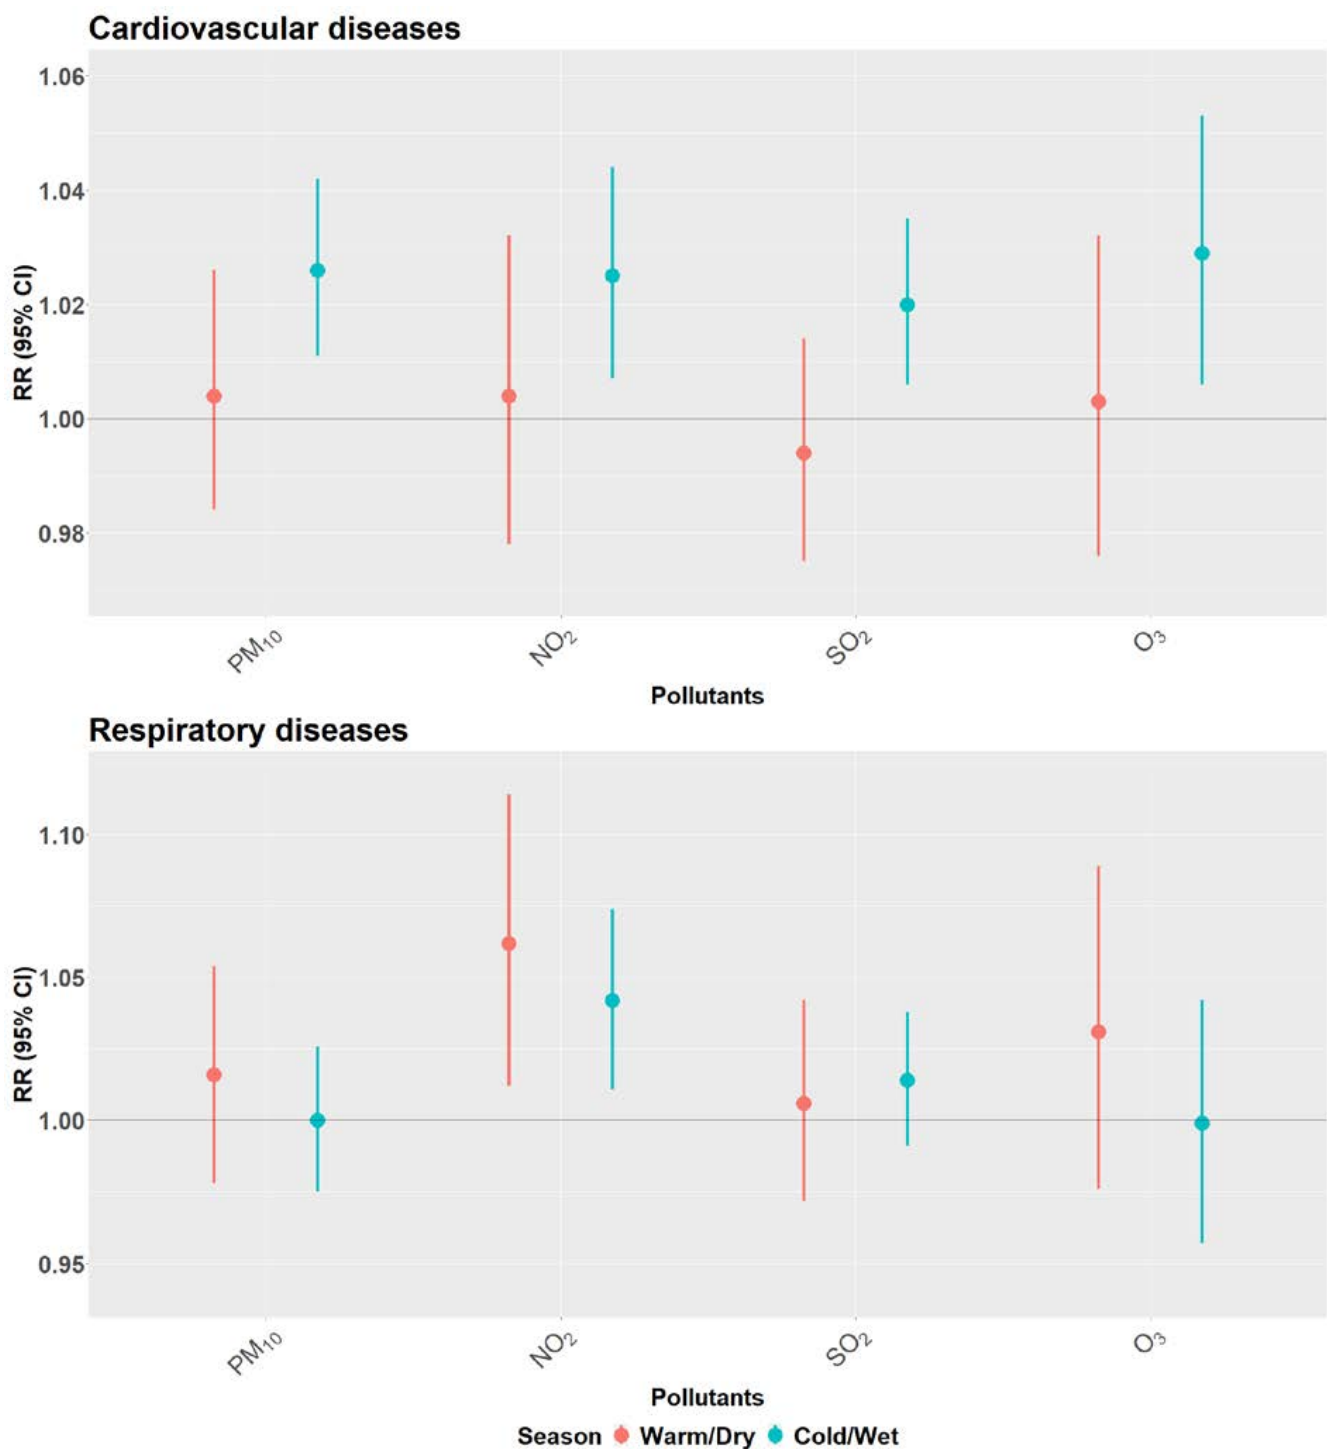 Cardiovascular diseases
1.06
1.04
1.02
1.00
0.98
RR (95% CI)
PM₁₀ NO₂ SO₂ O₃
Pollutants
Respiratory diseases
1.10
1.05
1.00
0.95
RR (95% CI)
PM₁₀ NO₂ SO₂ O₃
Pollutants
Season Warm/Dry Cold/Wet